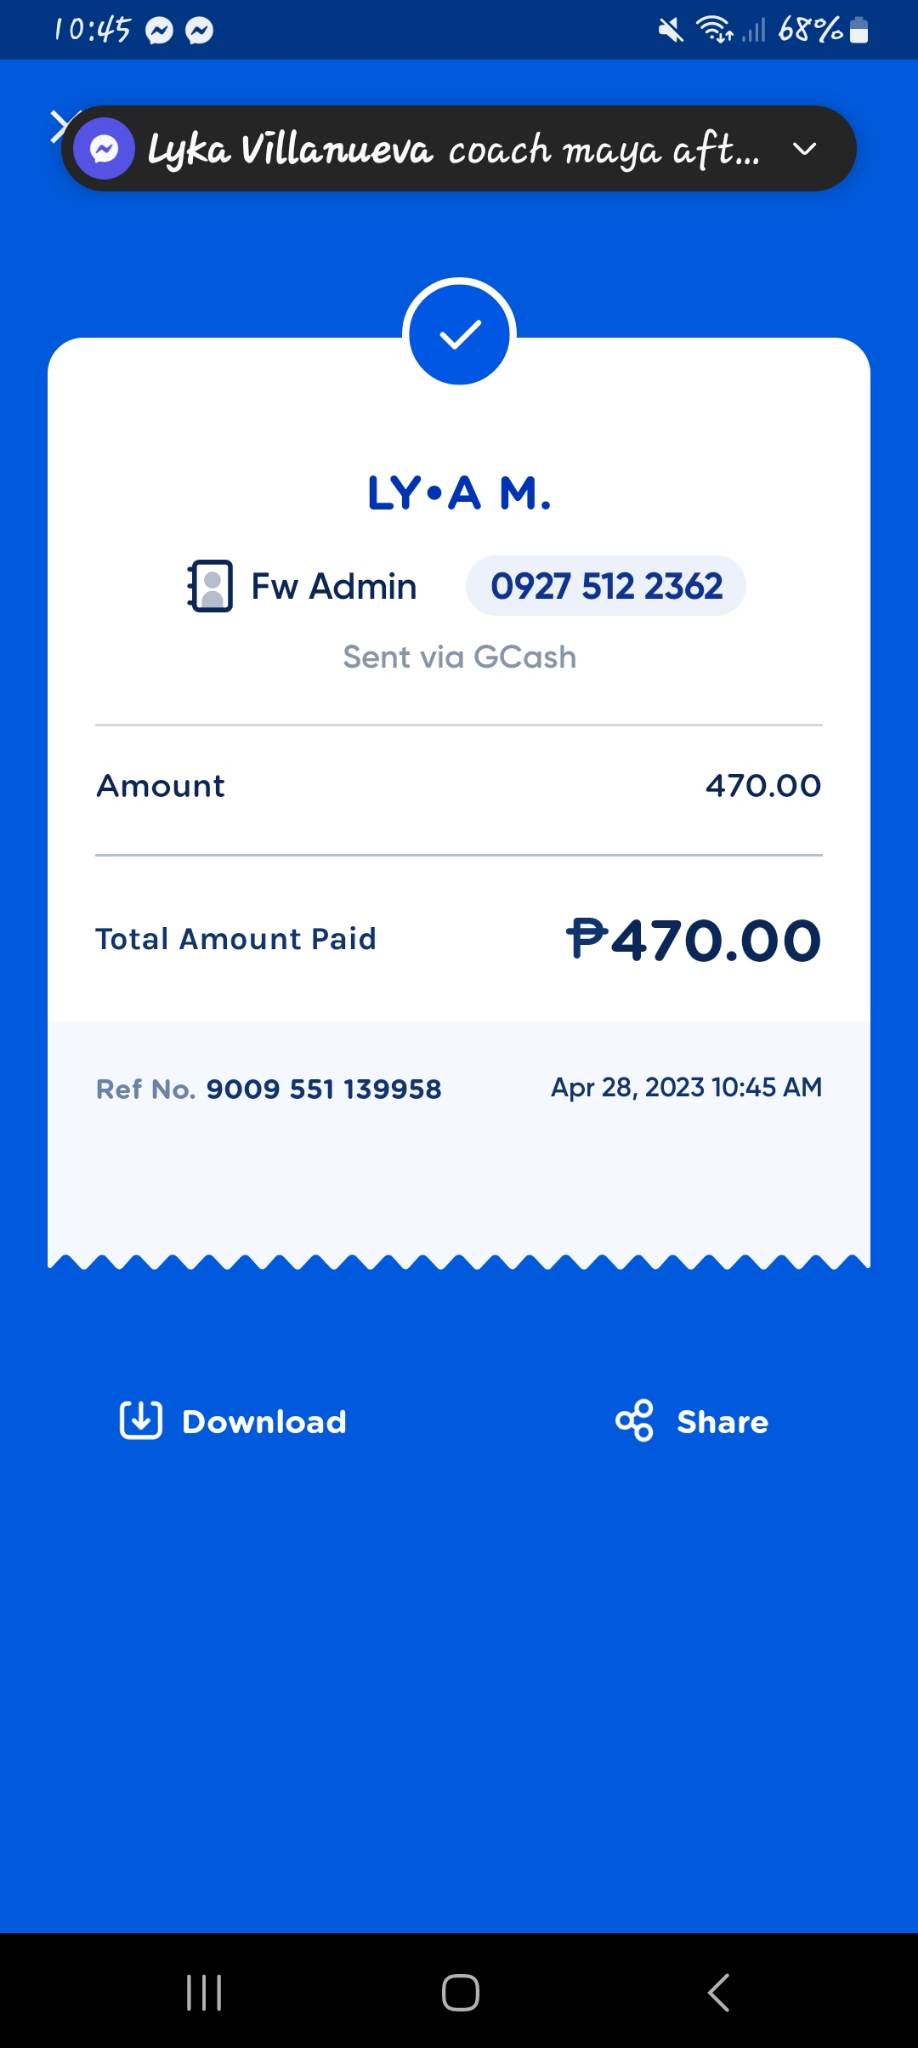 10:45 68%
Lyka Villanueva coach maya aft...
LY•A M.
Fw Admin 0927 512 2362
Sent via GCash
Amount 470.00
Total Amount Paid ₱470.00
Ref No. 9009 551 139958 Apr 28, 2023 10:45 AM
Download Share